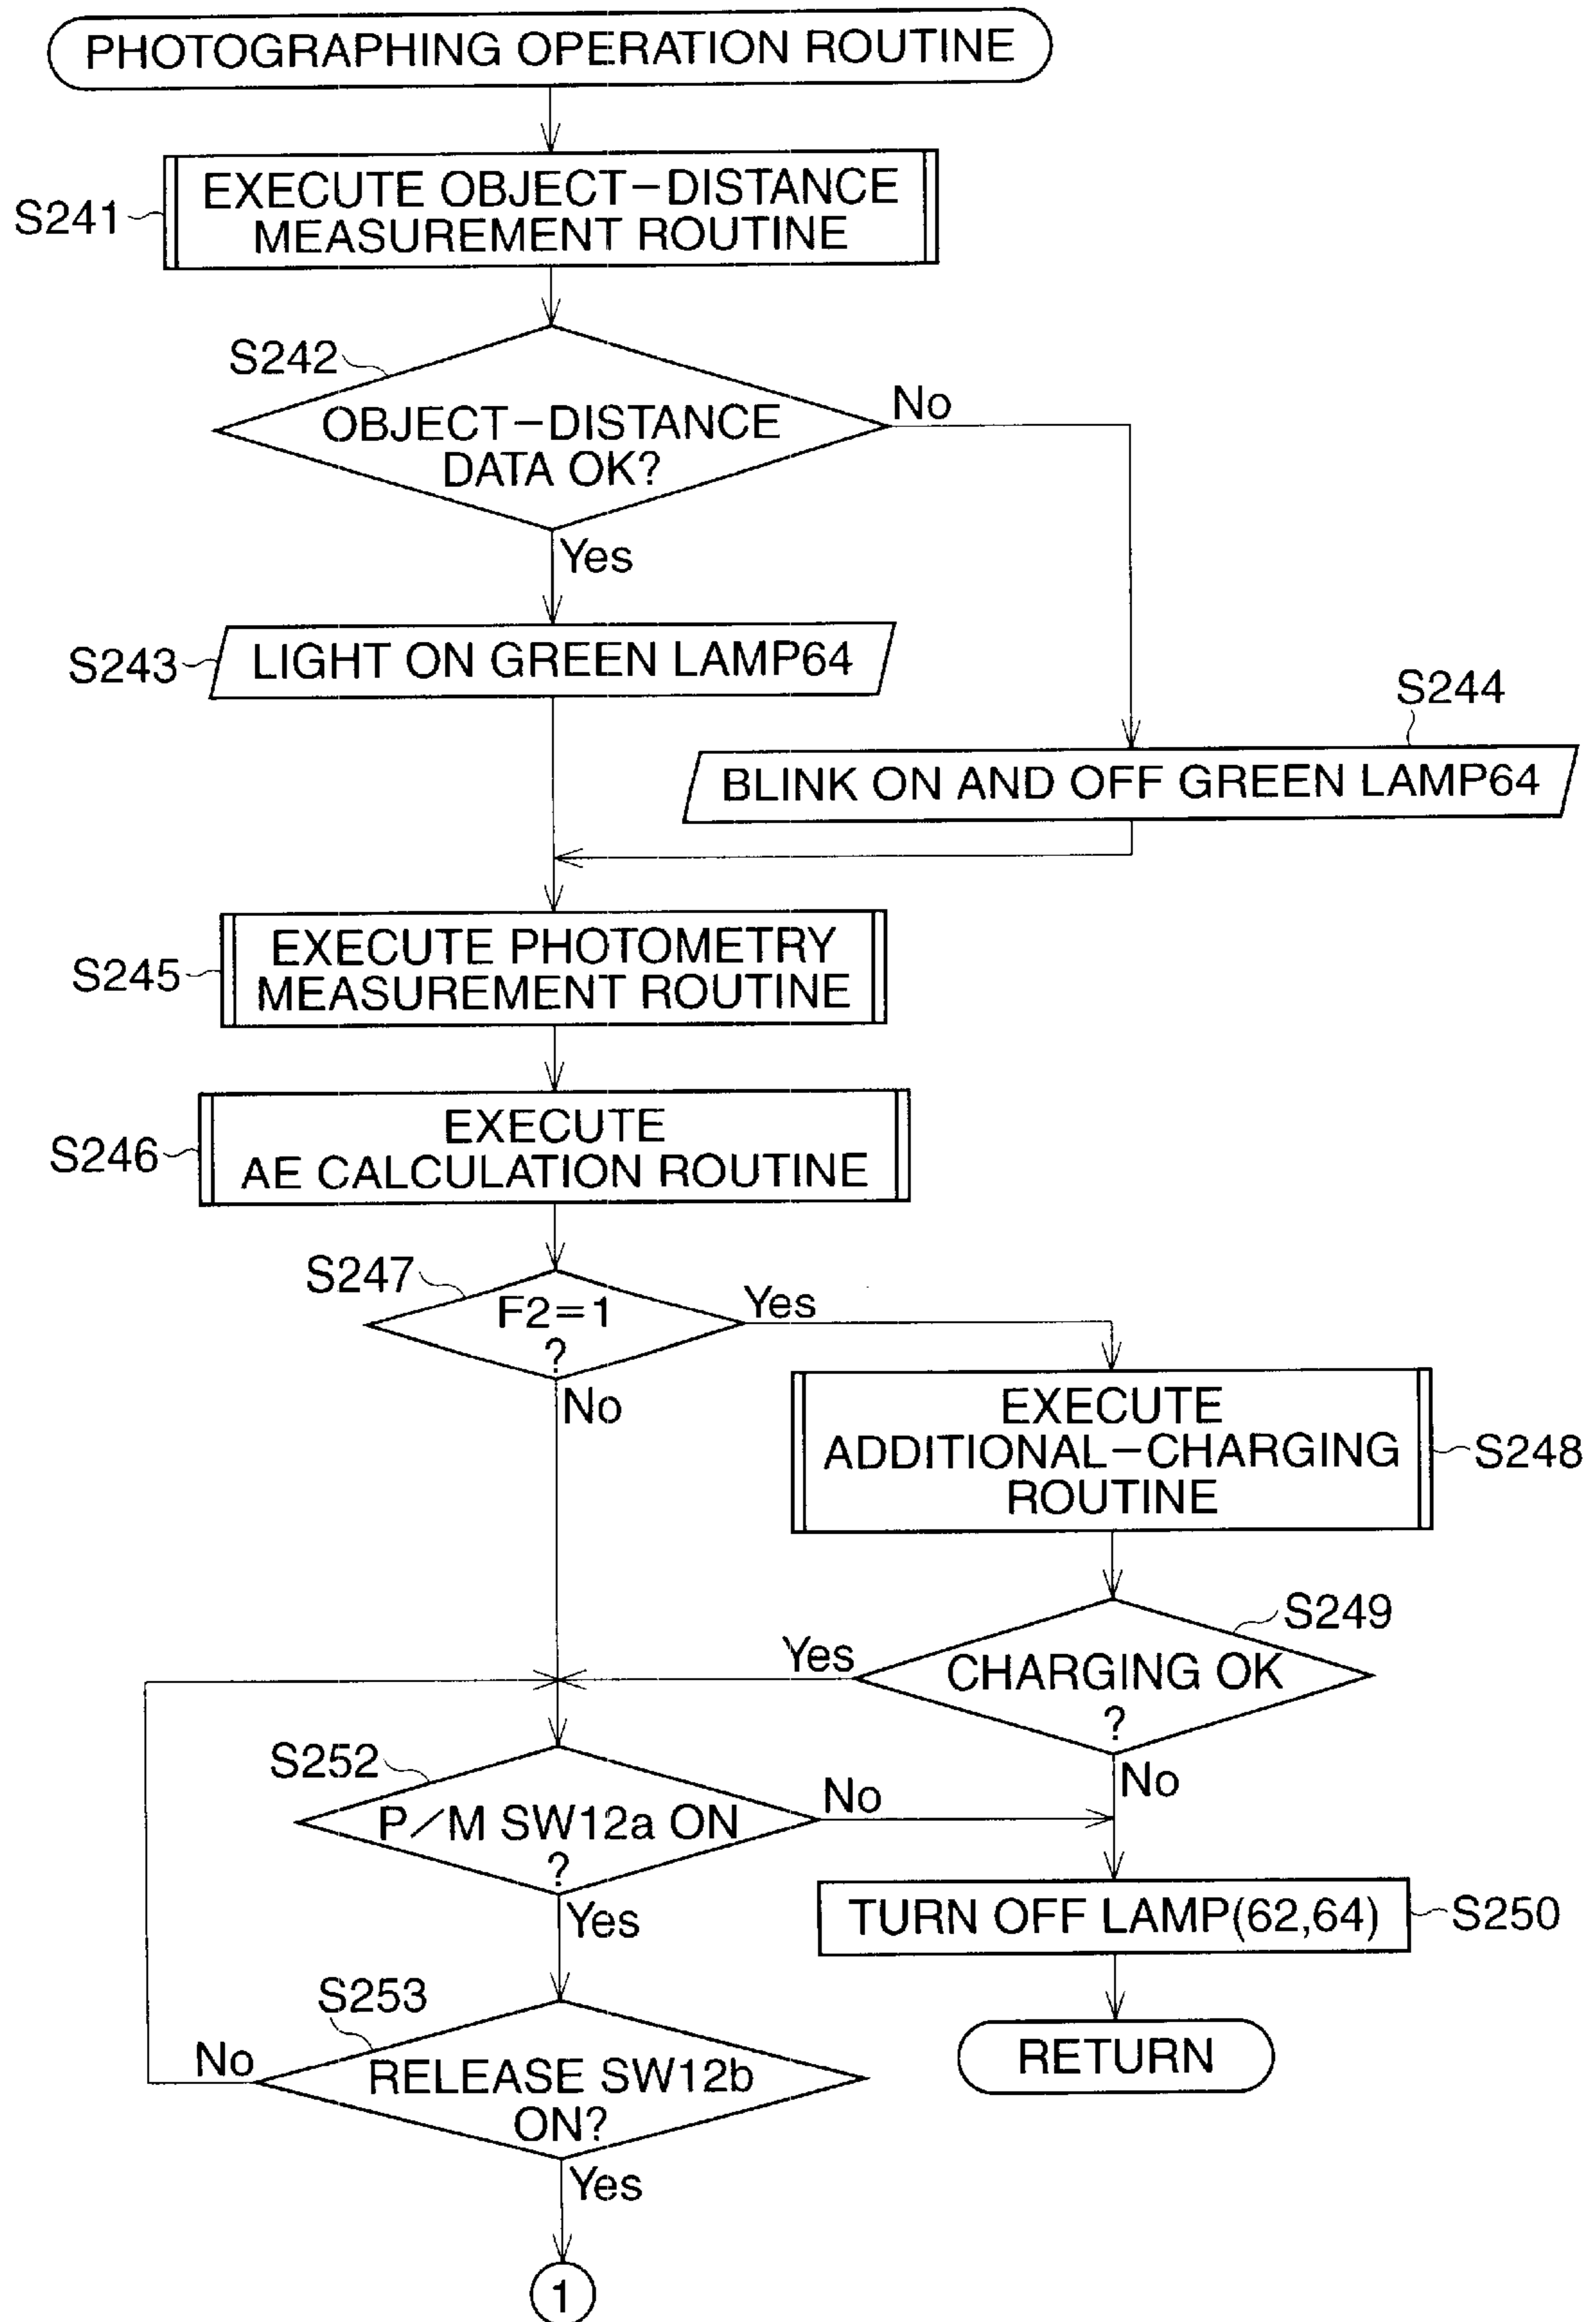 PHOTOGRAPHING OPERATION ROUTINE
S241
EXECUTE OBJECT-DISTANCE
MEASUREMENT ROUTINE
S242
OBJECT-DISTANCE
DATA OK?
No
Yes
S243
LIGHT ON GREEN LAMP64
S244
BLINK ON AND OFF GREEN LAMP64
S245
EXECUTE PHOTOMETRY
MEASUREMENT ROUTINE
S246
EXECUTE
AE CALCULATION ROUTINE
S247
F2=1
?
Yes
No
EXECUTE
ADDITIONAL-CHARGING
ROUTINE
S248
S249
CHARGING OK
?
Yes
No
S252
P/M SW12a ON
?
No
Yes
TURN OFF LAMP(62,64)
S250
RETURN
S253
RELEASE SW12b
ON?
No
Yes
1